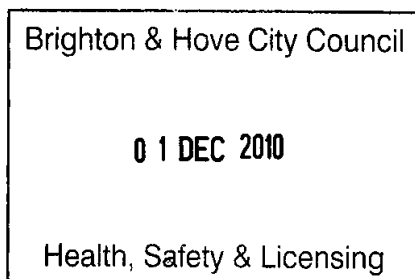 Brighton & Hove City Council
0 1 DEC 2010
Health, Safety & Licensing